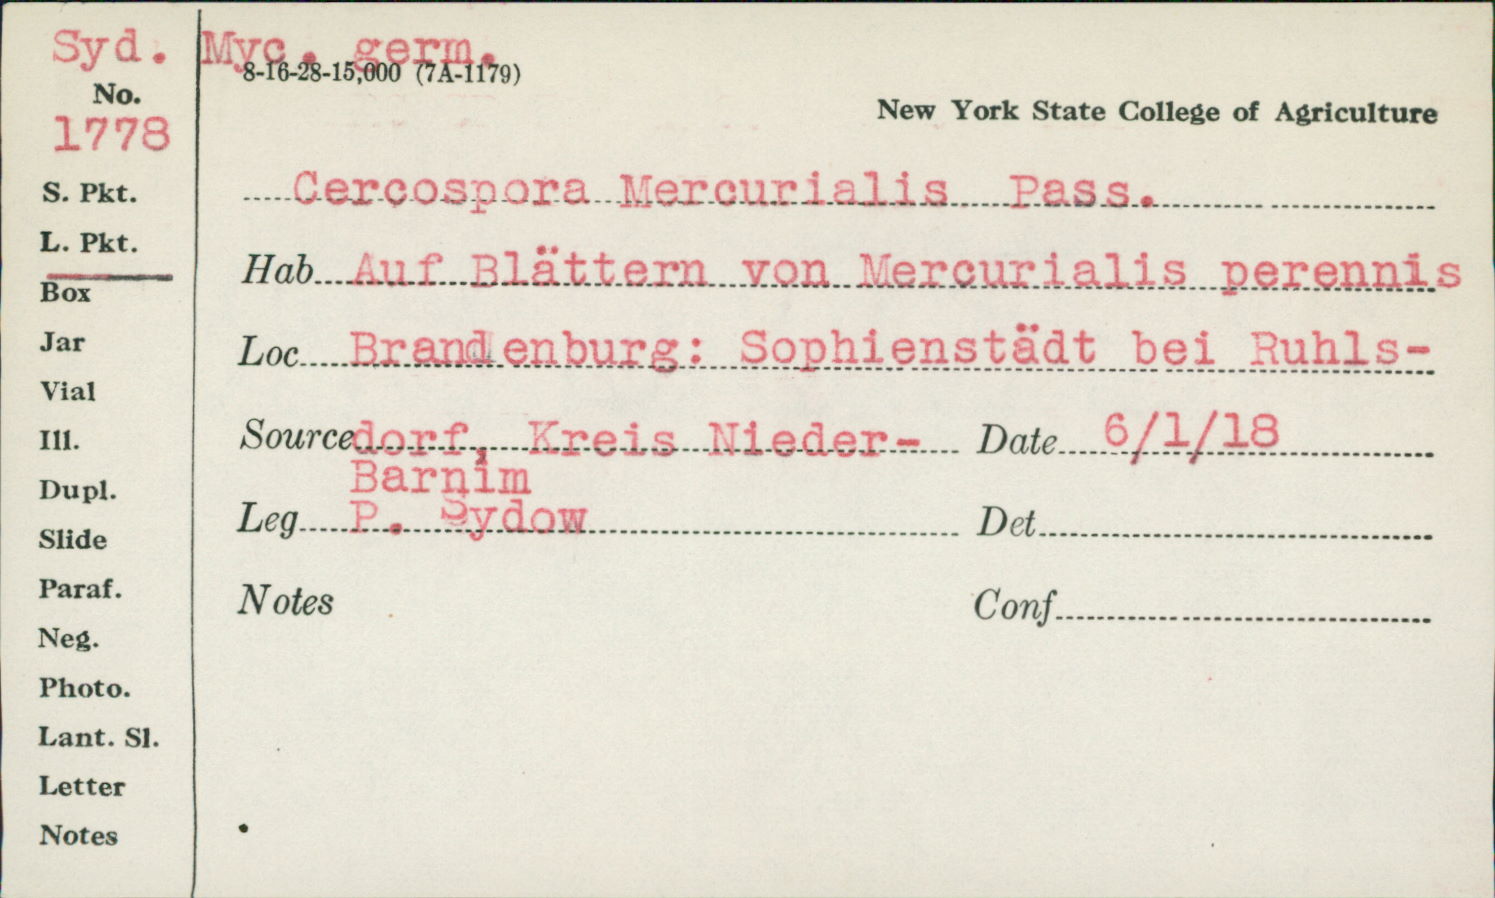 Syd. Myc. germ.
8-16-28-15,000 (7A-1179)
No.
1778
New York State College of Agriculture
S. Pkt.
Cercospora Mercurialis Pass.
L. Pkt.
Hab Auf Blättern von Mercurialis perennis
Box
Jar
Loc Brandenburg: Sophienstädt bei Ruhls-
Vial
Ill.
Source dorf, Kreis Nieder- Date 6/1/18
Barnim
Dupl.
Leg P. Sydow Det
Slide
Paraf.
Notes Conf
Neg.
Photo.
Lant. Sl.
Letter
Notes